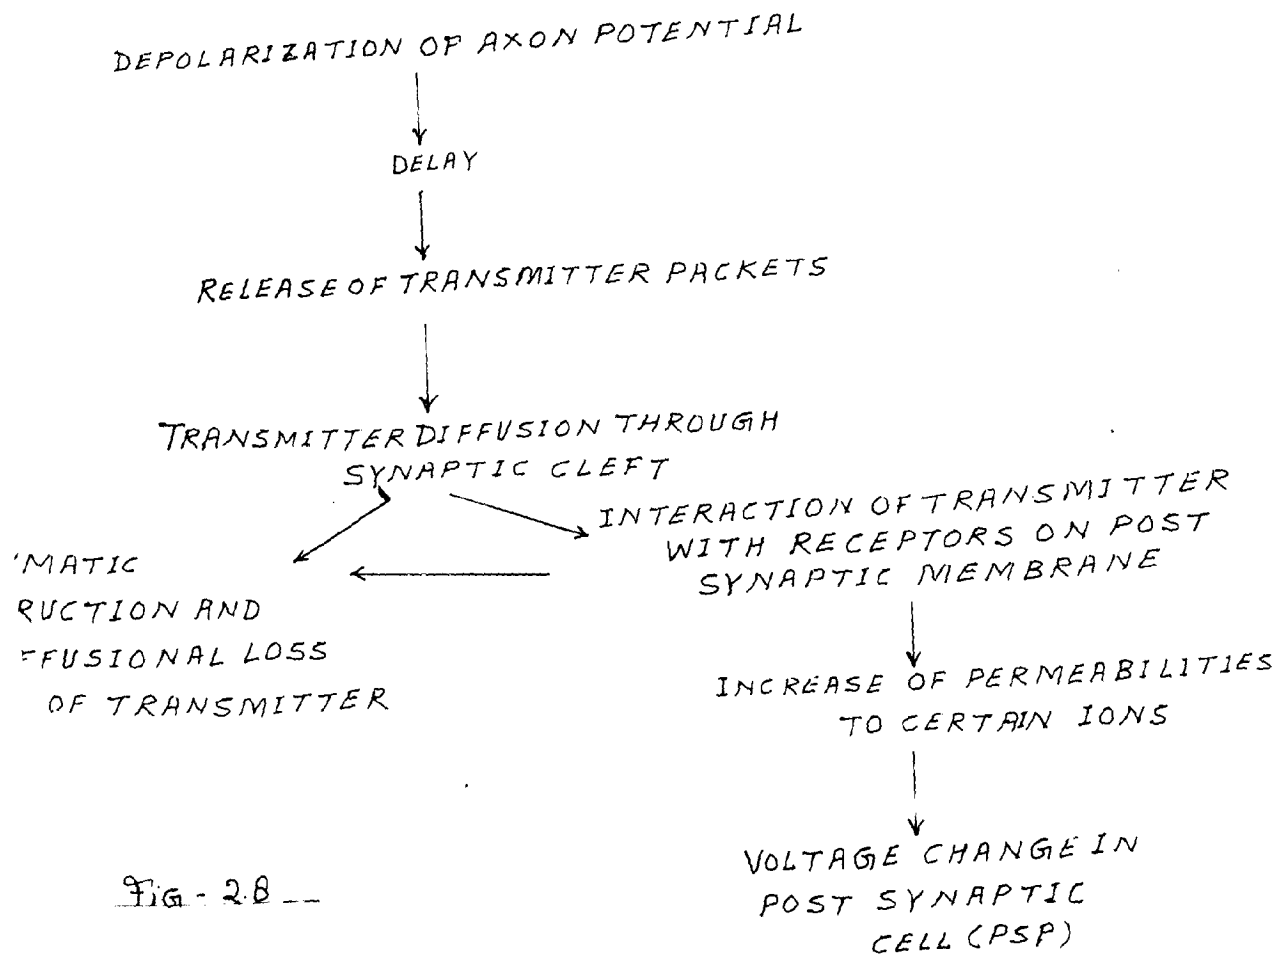 DEPOLARIZATION OF AXON POTENTIAL
DELAY
RELEASE OF TRANSMITTER PACKETS
TRANSMITTER DIFFUSION THROUGH
SYNAPTIC CLEFT
INTERACTION OF TRANSMITTER
WITH RECEPTORS ON POST
SYNAPTIC MEMBRANE
MATIC
RUCTION AND
FFUSIONAL LOSS
OF TRANSMITTER
INCREASE OF PERMEABILITIES
TO CERTAIN IONS
VOLTAGE CHANGE IN
POST SYNAPTIC
CELL (PSP)
FIG - 2.8